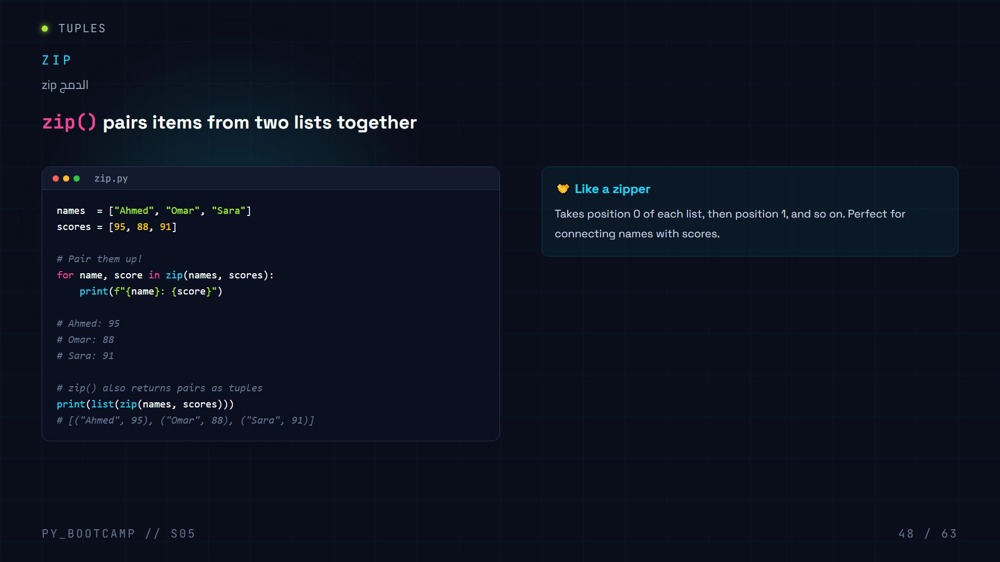 TUPLES
ZIP
الدمج zip
zip() pairs items from two lists together
zip.py
names  = ["Ahmed", "Omar", "Sara"]
scores = [95, 88, 91]
# Pair them up!
for name, score in zip(names, scores):
    print(f"{name}: {score}")
# Ahmed: 95
# Omar: 88
# Sara: 91
# zip() also returns pairs as tuples
print(list(zip(names, scores)))
# [("Ahmed", 95), ("Omar", 88), ("Sara", 91)]
🤝 Like a zipper
Takes position 0 of each list, then position 1, and so on. Perfect for
connecting names with scores.
PY_BOOTCAMP // S05
48 / 63